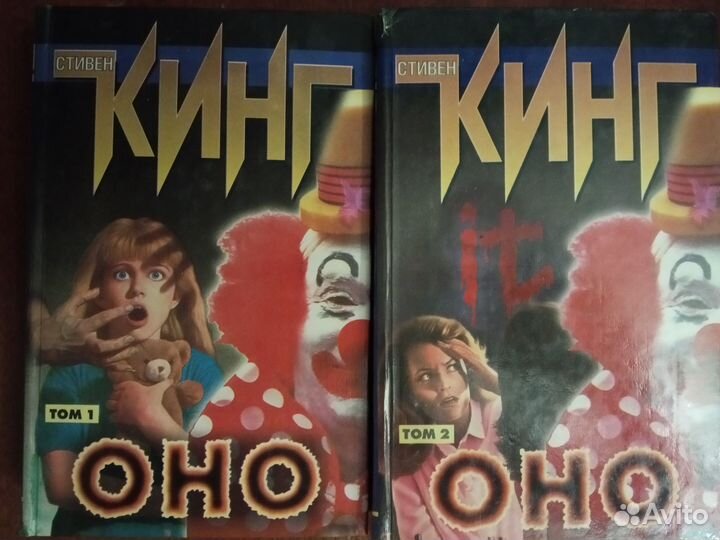 СТИВЕН
КИНГ
ТОМ 1
ОНО
СТИВЕН
КИНГ
it
ТОМ 2
ОНО
Avito